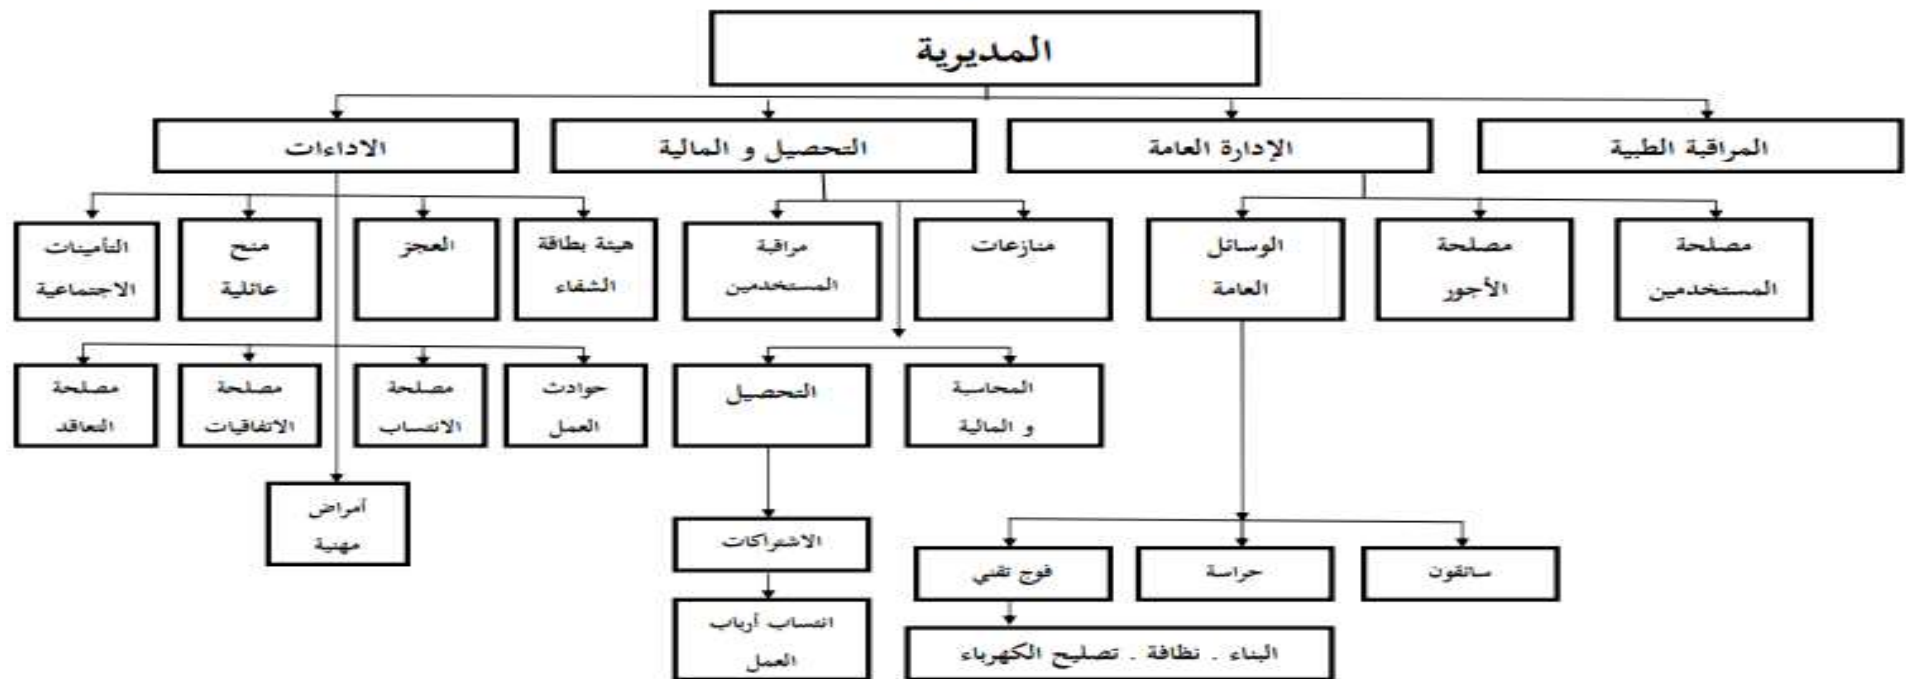 المديرية
المراقبة الطبية
الإدارة العامة
التحصيل و المالية
الاداءات
مصلحة
المستخدمين
مصلحة
الأجور
الوسائل
العامة
منازعات
مراقبة
المستخدمين
هيئة بطاقة
الشفاء
العجز
منح
عائلية
التأمينات
الاجتماعية
المحاسبة
و المالية
التحصيل
حوادث
العمل
مصلحة
الانتساب
مصلحة
الاتفاقيات
مصلحة
التعاقد
أمراض
مهنية
الاشتراكات
سائقون
حراسة
فوج تقني
انتساب أرباب
العمل
البناء . نظافة . تصليح الكهرباء